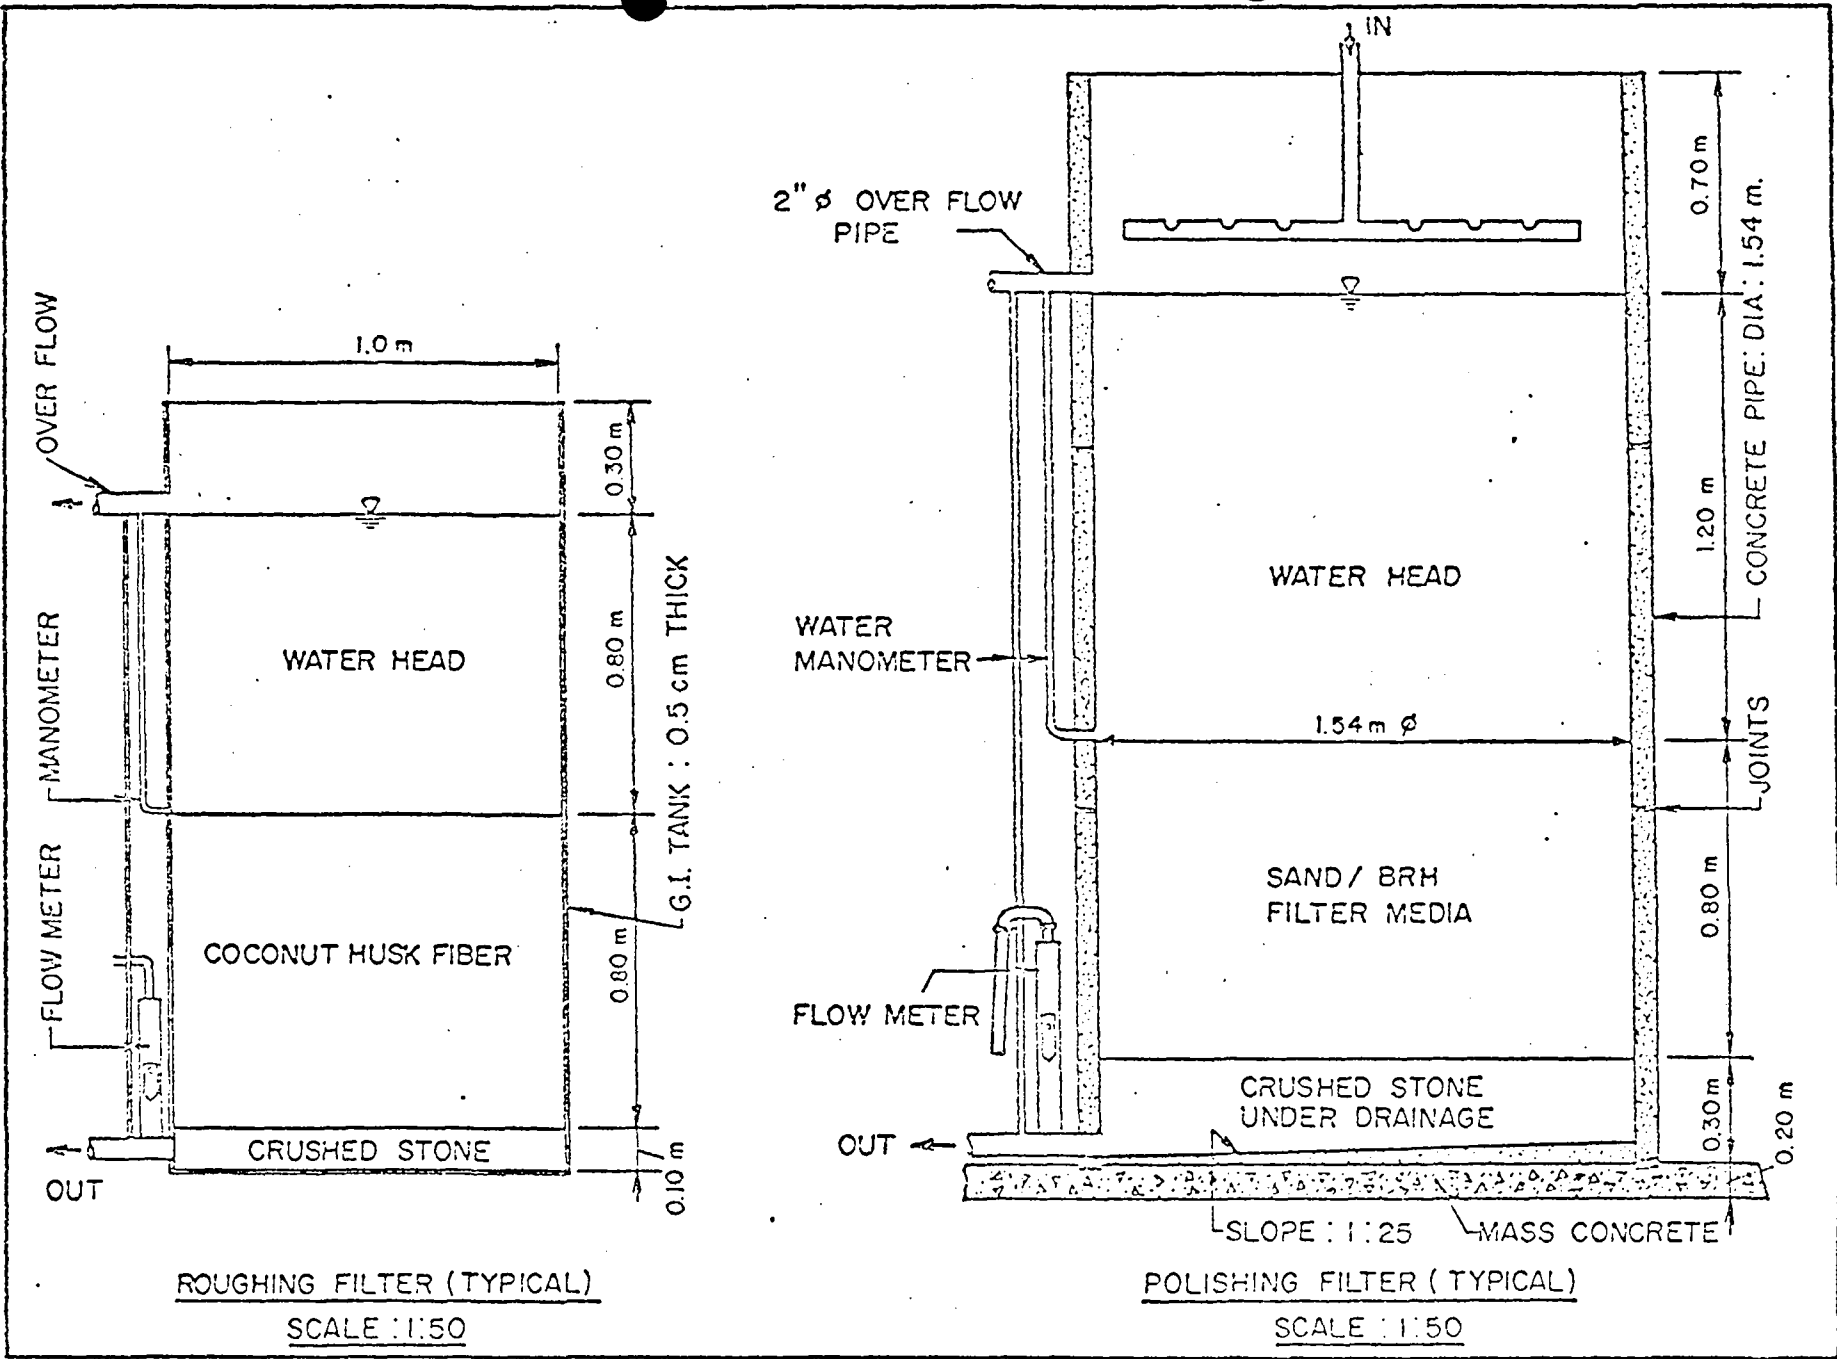 OVER FLOW
1.0 m
0.30 m
0.80 m
WATER HEAD
MANOMETER
G.I. TANK : 0.5 cm THICK
FLOW METER
COCONUT HUSK FIBER
0.80 m
CRUSHED STONE
0.10 m
OUT
ROUGHING FILTER (TYPICAL)
SCALE : 1:50
IN
2" ø OVER FLOW
PIPE
0.70 m
CONCRETE PIPE: DIA: 1.54 m.
1.20 m
WATER HEAD
WATER
MANOMETER
1.54 m ø
JOINTS
SAND / BRH
FILTER MEDIA
0.80 m
FLOW METER
CRUSHED STONE
UNDER DRAINAGE
0.30 m
0.20 m
OUT
SLOPE : 1:25
MASS CONCRETE
POLISHING FILTER (TYPICAL)
SCALE : 1:50